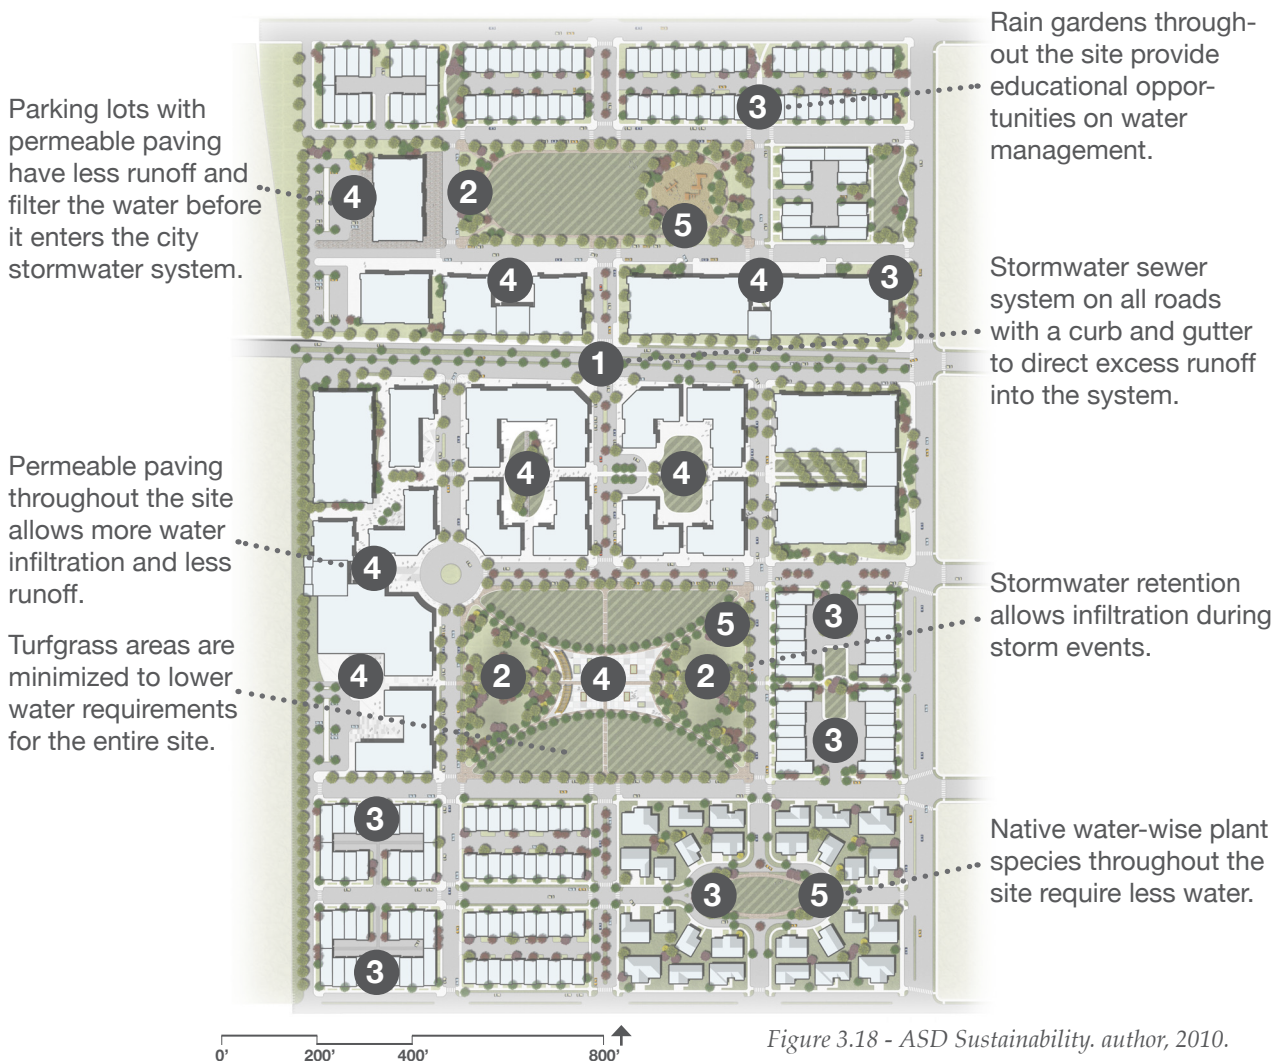 Rain gardens through-
out the site provide
educational oppor-
tunities on water
management.
Parking lots with
permeable paving
have less runoff and
filter the water before
it enters the city
stormwater system.
3
4
2
5
4
4
3
Stormwater sewer
system on all roads
with a curb and gutter
to direct excess runoff
into the system.
1
Permeable paving
throughout the site
allows more water
infiltration and less
runoff.
4
4
4
Stormwater retention
allows infiltration during
storm events.
Turfgrass areas are
minimized to lower
water requirements
for the entire site.
3
5
4
2
4
2
3
Native water-wise plant
species throughout the
site require less water.
3
3
5
3
0'
200'
400'
800'
Figure 3.18 - ASD Sustainability. author, 2010.